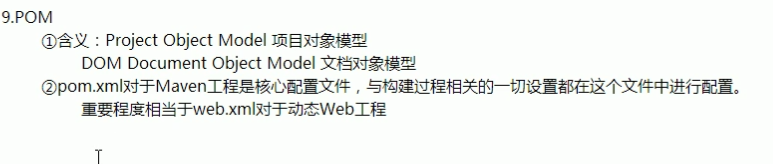 9.POM
①含义：Project Object Model 项目对象模型
DOM Document Object Model 文档对象模型
②pom.xml对于Maven工程是核心配置文件，与构建过程相关的一切设置都在这个文件中进行配置。
重要程度相当于web.xml对于动态Web工程